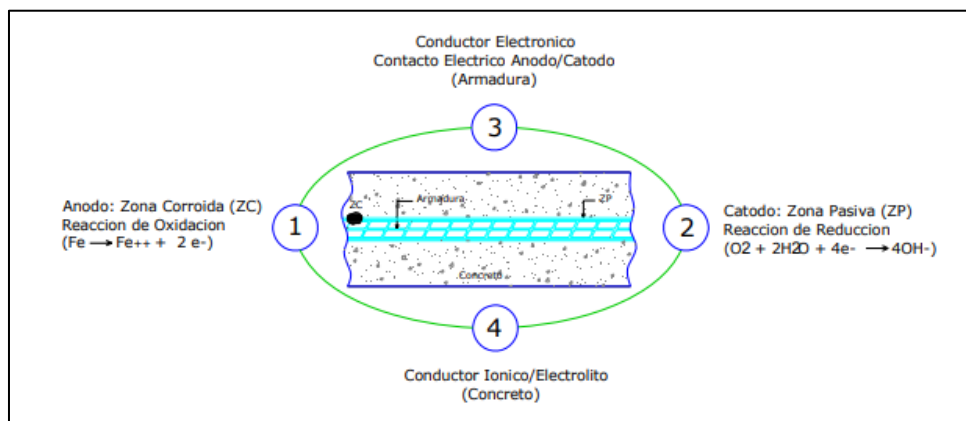 Conductor Electronico
Contacto Electrico Anodo/Catodo
(Armadura)
3
Anodo: Zona Corroida (ZC)
Reaccion de Oxidacion
(Fe → Fe++ + 2 e-)
1
ZC
Armadura
ZP
Concreto
2
Catodo: Zona Pasiva (ZP)
Reaccion de Reduccion
(O2 + 2H2O + 4e- → 4OH-)
4
Conductor Ionico/Electrolito
(Concreto)